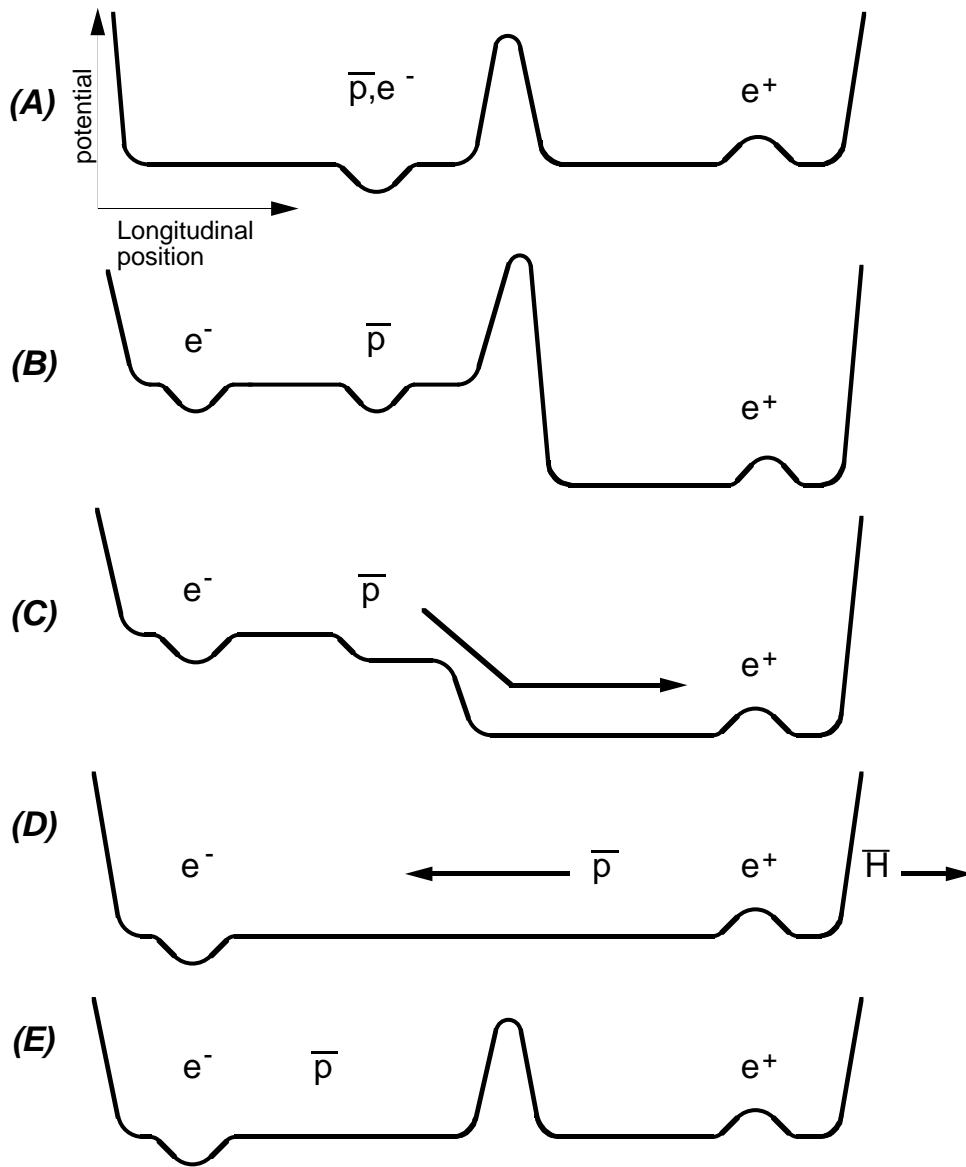 (A)
potential
p̅,e⁻
e⁺
Longitudinal
position
(B)
e⁻
p̅
e⁺
(C)
e⁻
p̅
e⁺
(D)
e⁻
p̅
e⁺
H̅
(E)
e⁻
p̅
e⁺